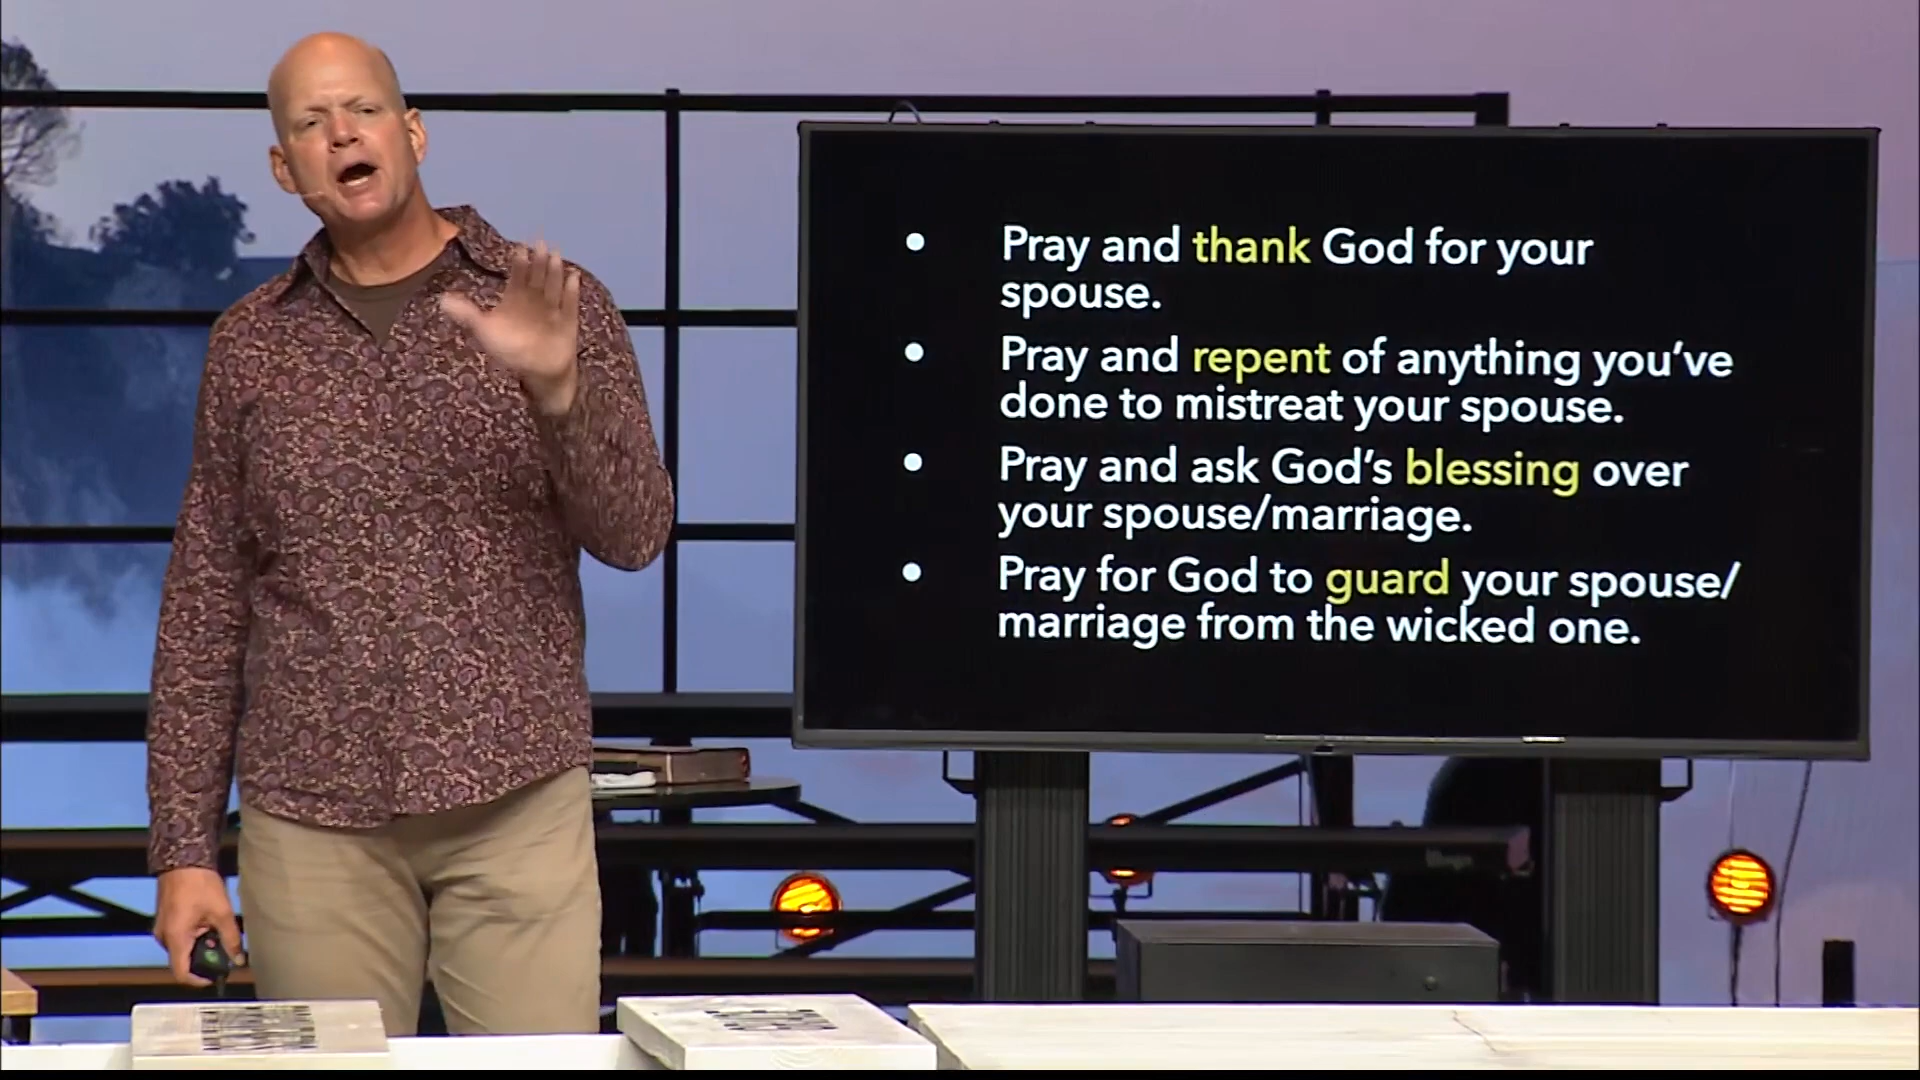 • Pray and thank God for your
spouse.
• Pray and repent of anything you’ve
done to mistreat your spouse.
• Pray and ask God’s blessing over
your spouse/marriage.
• Pray for God to guard your spouse/
marriage from the wicked one.